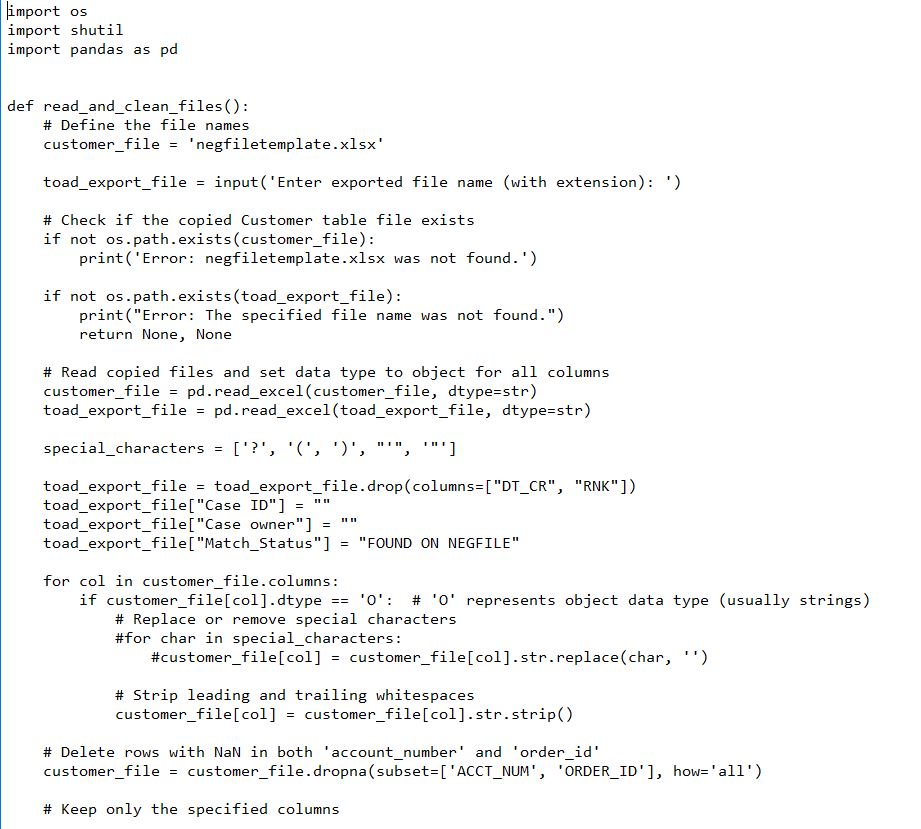 import os
import shutil
import pandas as pd
def read_and_clean_files():
# Define the file names
customer_file = 'negfiletemplate.xlsx'
toad_export_file = input('Enter exported file name (with extension): ')
# Check if the copied Customer table file exists
if not os.path.exists(customer_file):
print('Error: negfiletemplate.xlsx was not found.')
if not os.path.exists(toad_export_file):
print("Error: The specified file name was not found.")
return None, None
# Read copied files and set data type to object for all columns
customer_file = pd.read_excel(customer_file, dtype=str)
toad_export_file = pd.read_excel(toad_export_file, dtype=str)
special_characters = ['?', '(', ')', "'", '"']
toad_export_file = toad_export_file.drop(columns=["DT_CR", "RNK"])
toad_export_file["Case ID"] = ""
toad_export_file["Case owner"] = ""
toad_export_file["Match_Status"] = "FOUND ON NEGFILE"
for col in customer_file.columns:
if customer_file[col].dtype == 'O':  # 'O' represents object data type (usually strings)
# Replace or remove special characters
#for char in special_characters:
#customer_file[col] = customer_file[col].str.replace(char, '')
# Strip leading and trailing whitespaces
customer_file[col] = customer_file[col].str.strip()
# Delete rows with NaN in both 'account_number' and 'order_id'
customer_file = customer_file.dropna(subset=['ACCT_NUM', 'ORDER_ID'], how='all')
# Keep only the specified columns